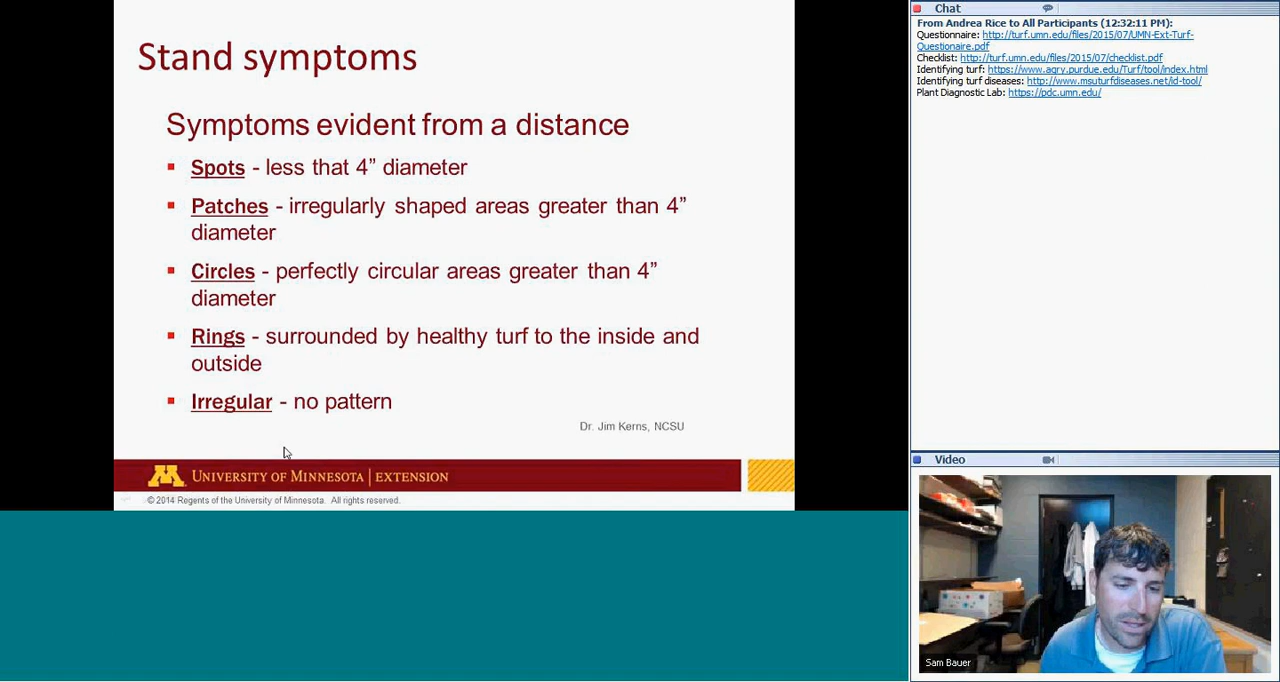 Stand symptoms
Symptoms evident from a distance
Spots - less that 4” diameter
Patches - irregularly shaped areas greater than 4”
diameter
Circles - perfectly circular areas greater than 4”
diameter
Rings - surrounded by healthy turf to the inside and
outside
Irregular - no pattern
Dr. Jim Kerns, NCSU
UNIVERSITY OF MINNESOTA | EXTENSION
© 2014 Regents of the University of Minnesota. All rights reserved.
Chat
From Andrea Rice to All Participants (12:32:11 PM):
Questionnaire: http://turf.umn.edu/files/2015/07/UMN-Ext-Turf-
Questionaire.pdf
Checklist: http://turf.umn.edu/files/2015/07/checklist.pdf
Identifying turf: https://www.agry.purdue.edu/Turf/tool/index.html
Identifying turf diseases: http://www.msuturfdiseases.net/id-tool/
Plant Diagnostic Lab: https://pdc.umn.edu/
Video
Sam Bauer